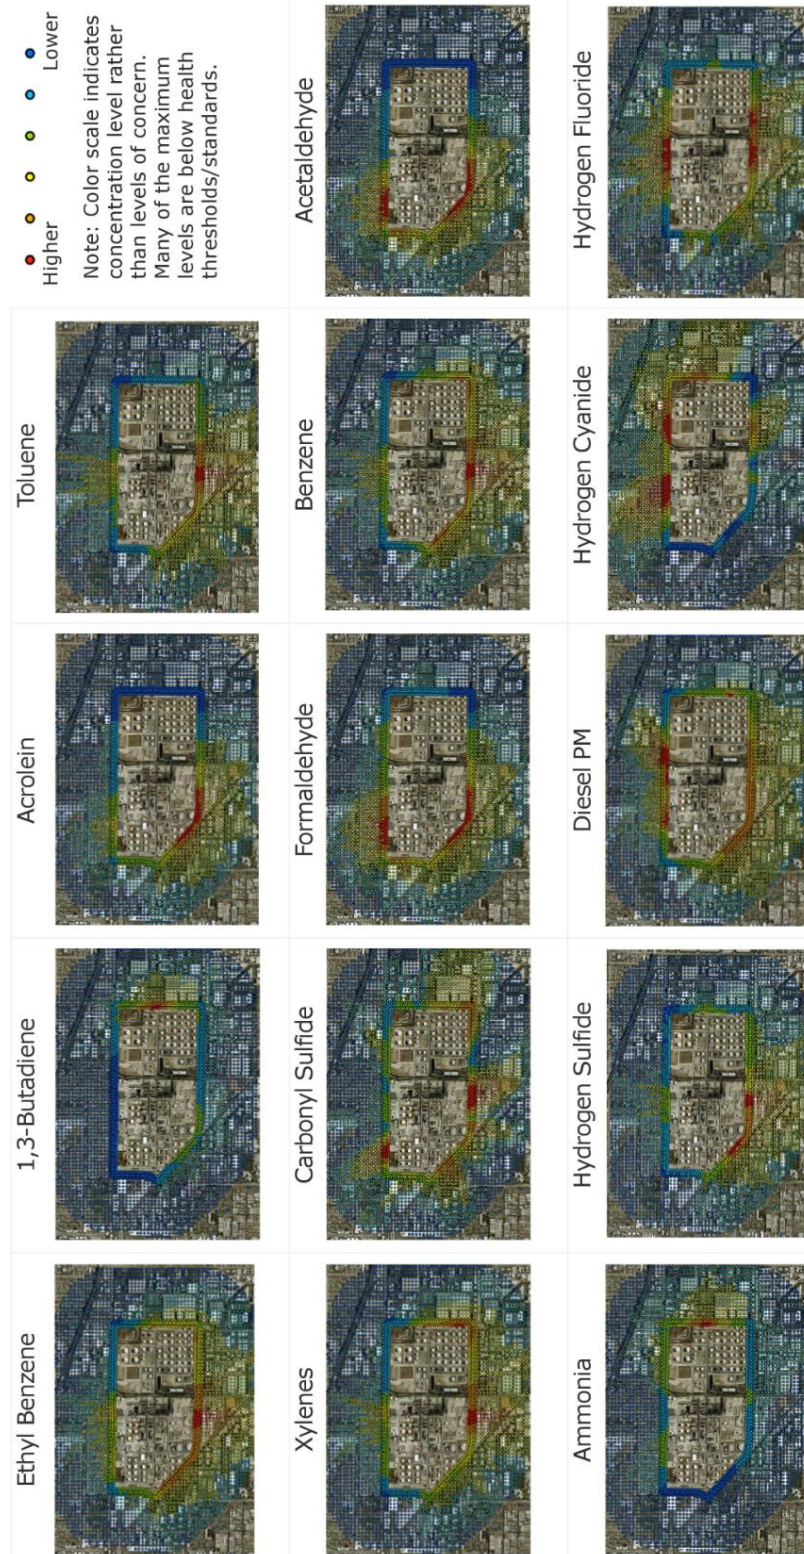 Ethyl Benzene
1,3-Butadiene
Acrolein
Toluene
Higher
Lower
Note: Color scale indicates
concentration level rather
than levels of concern.
Many of the maximum
levels are below health
thresholds/standards.
Xylenes
Carbonyl Sulfide
Formaldehyde
Benzene
Acetaldehyde
Ammonia
Hydrogen Sulfide
Diesel PM
Hydrogen Cyanide
Hydrogen Fluoride